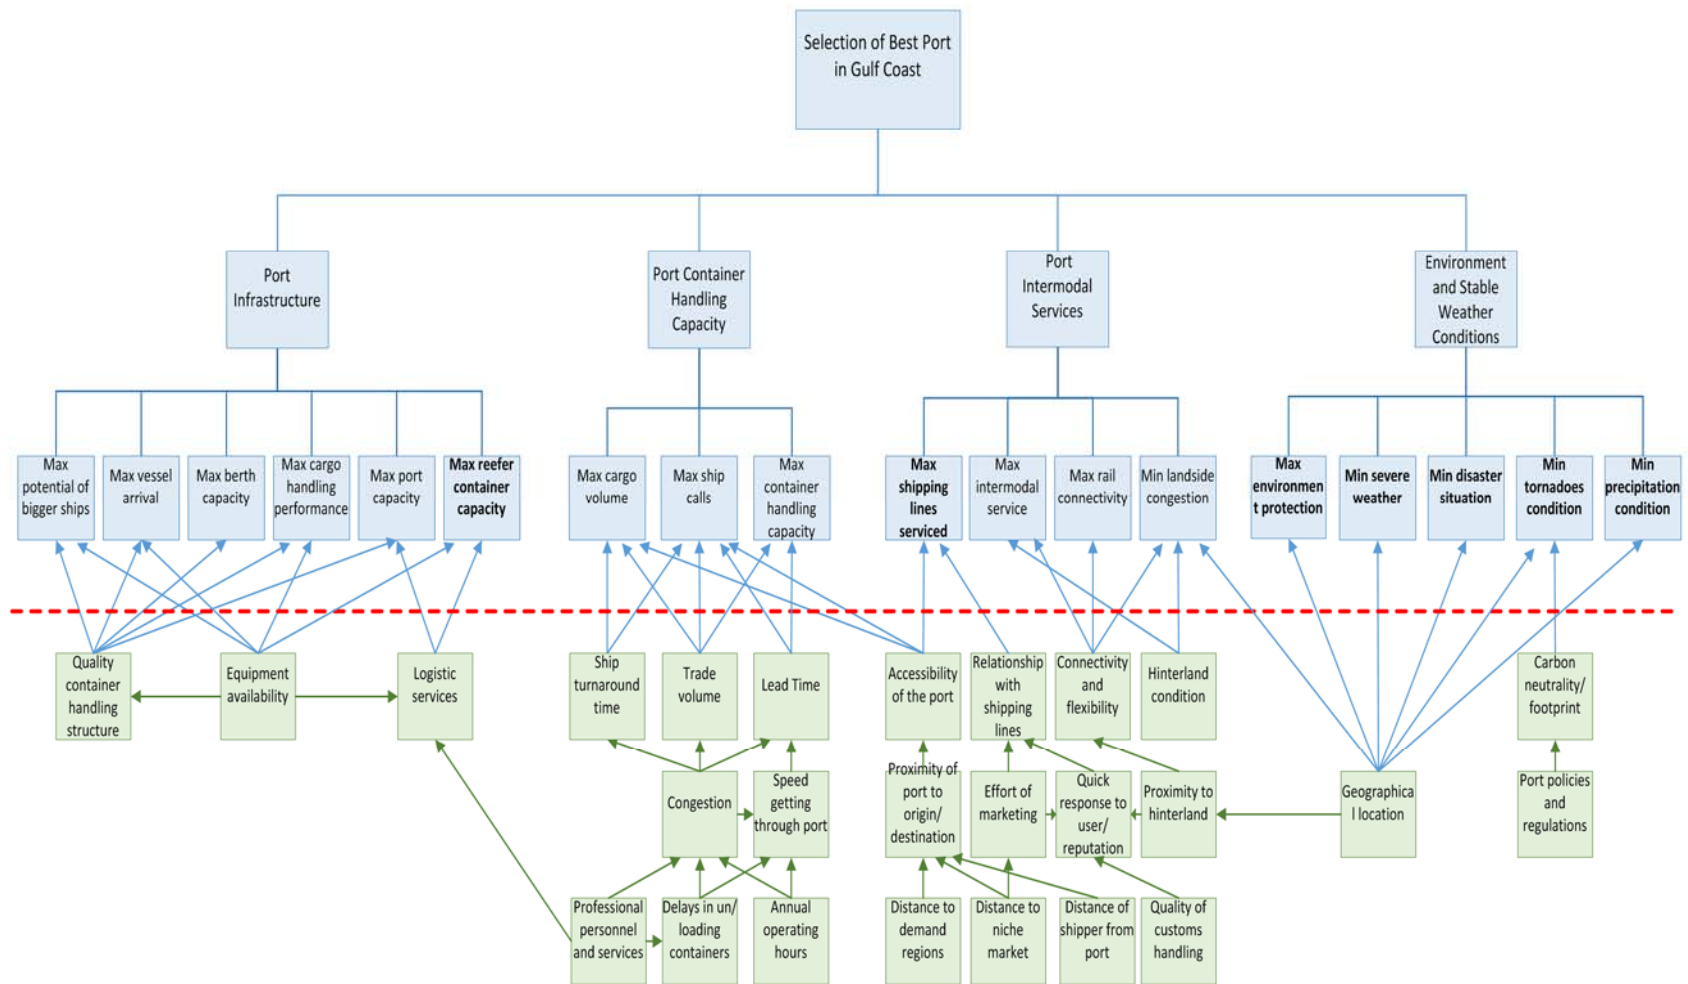 Selection of Best Port
in Gulf Coast
Port
Infrastructure
Port Container
Handling
Capacity
Port
Intermodal
Services
Environment
and Stable
Weather
Conditions
Max
potential of
bigger ships
Max vessel
arrival
Max berth
capacity
Max cargo
handling
performance
Max port
capacity
Max reefer
container
capacity
Max cargo
volume
Max ship
calls
Max
container
handling
capacity
Max
shipping
lines
serviced
Max
intermodal
service
Max rail
connectivity
Min landside
congestion
Max
environmen
t protection
Min severe
weather
Min disaster
situation
Min
tornadoes
condition
Min
precipitation
condition
Quality
container
handling
structure
Equipment
availability
Logistic
services
Ship
turnaround
time
Trade
volume
Lead Time
Accessibility
of the port
Relationship
with
shipping
lines
Connectivity
and
flexibility
Hinterland
condition
Carbon
neutrality/
footprint
Congestion
Speed
getting
through port
Proximity of
port to
origin/
destination
Effort of
marketing
Quick
response to
user/
reputation
Proximity to
hinterland
Geographica
l location
Port policies
and
regulations
Professional
personnel
and services
Delays in un/
loading
containers
Annual
operating
hours
Distance to
demand
regions
Distance to
niche
market
Distance of
shipper from
port
Quality of
customs
handling